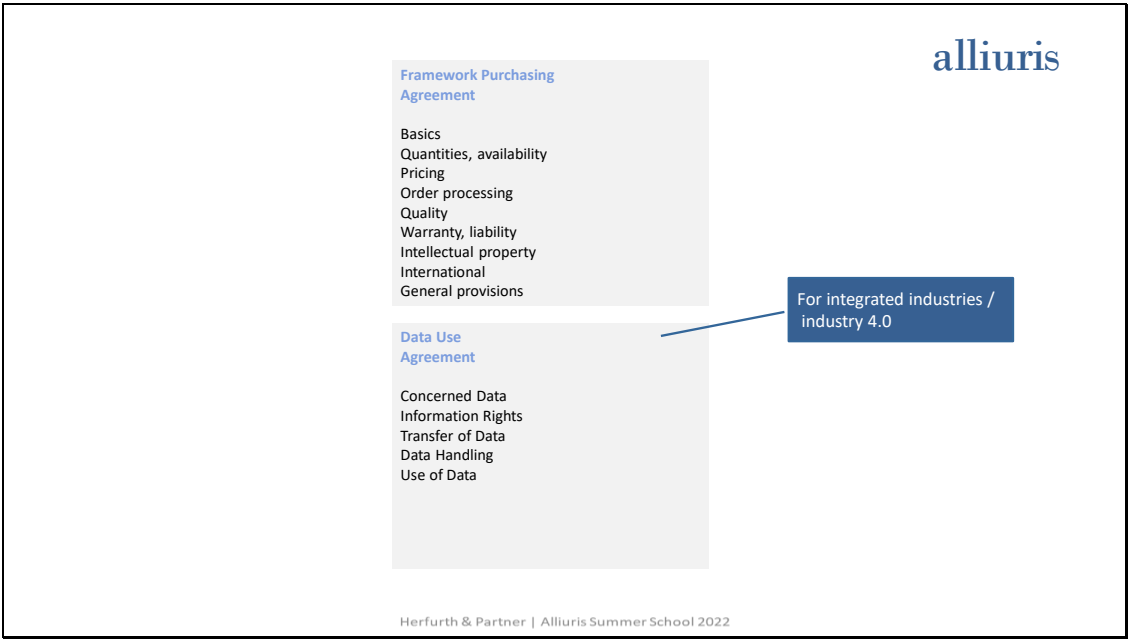 alliuris
Framework Purchasing
Agreement
Basics
Quantities, availability
Pricing
Order processing
Quality
Warranty, liability
Intellectual property
International
General provisions
For integrated industries /
industry 4.0
Data Use
Agreement
Concerned Data
Information Rights
Transfer of Data
Data Handling
Use of Data
Herfurth & Partner | Alliuris Summer School 2022